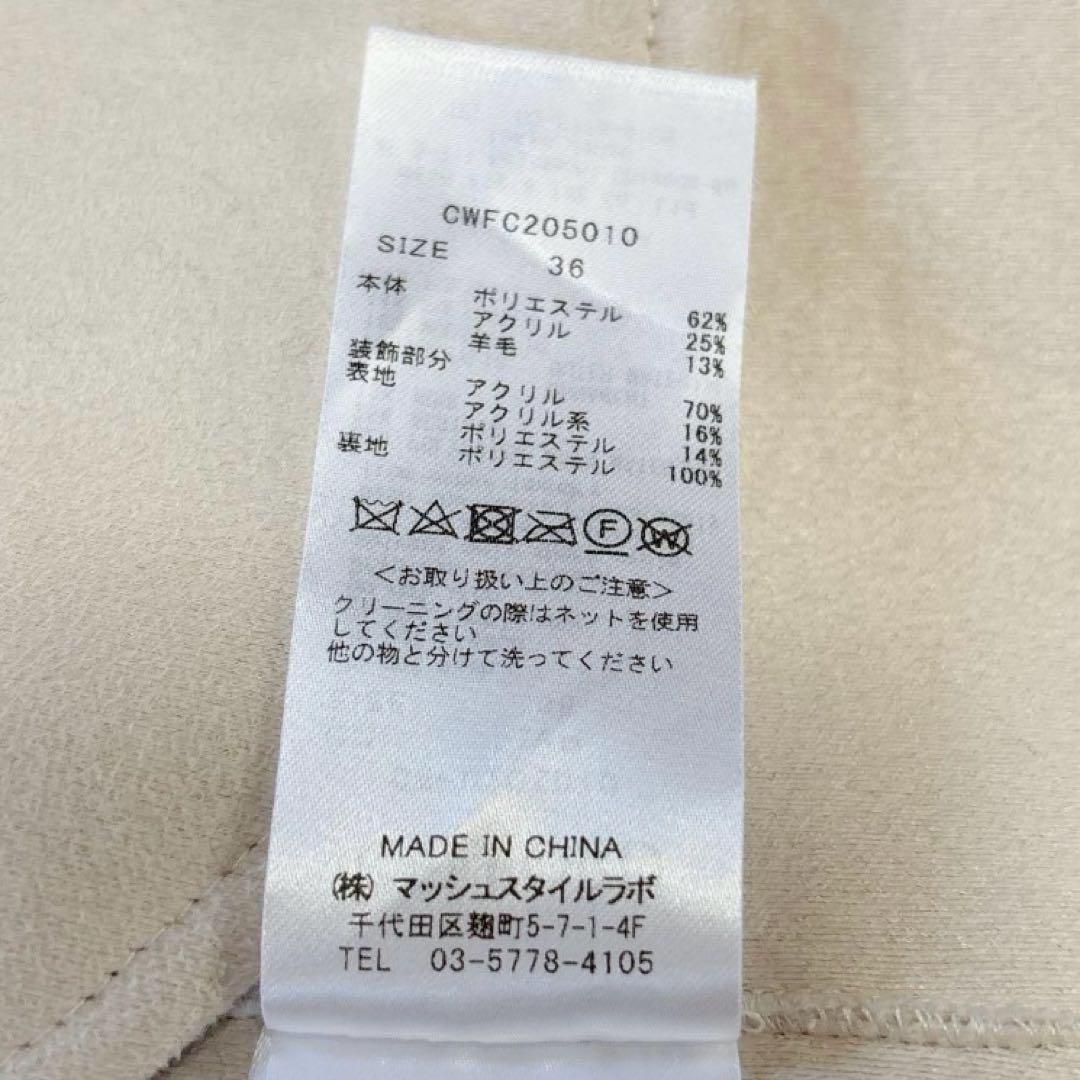 CWFC205010
SIZE 36
本体 ポリエステル 62%
アクリル 25%
羊毛 13%
装飾部分
表地 アクリル 70%
アクリル系 16%
ポリエステル 14%
裏地 ポリエステル 100%
F W
＜お取り扱い上のご注意＞
クリーニングの際はネットを使用
してください
他の物と分けて洗ってください
MADE IN CHINA
(株) マッシュスタイルラボ
千代田区麹町5-7-1-4F
TEL 03-5778-4105